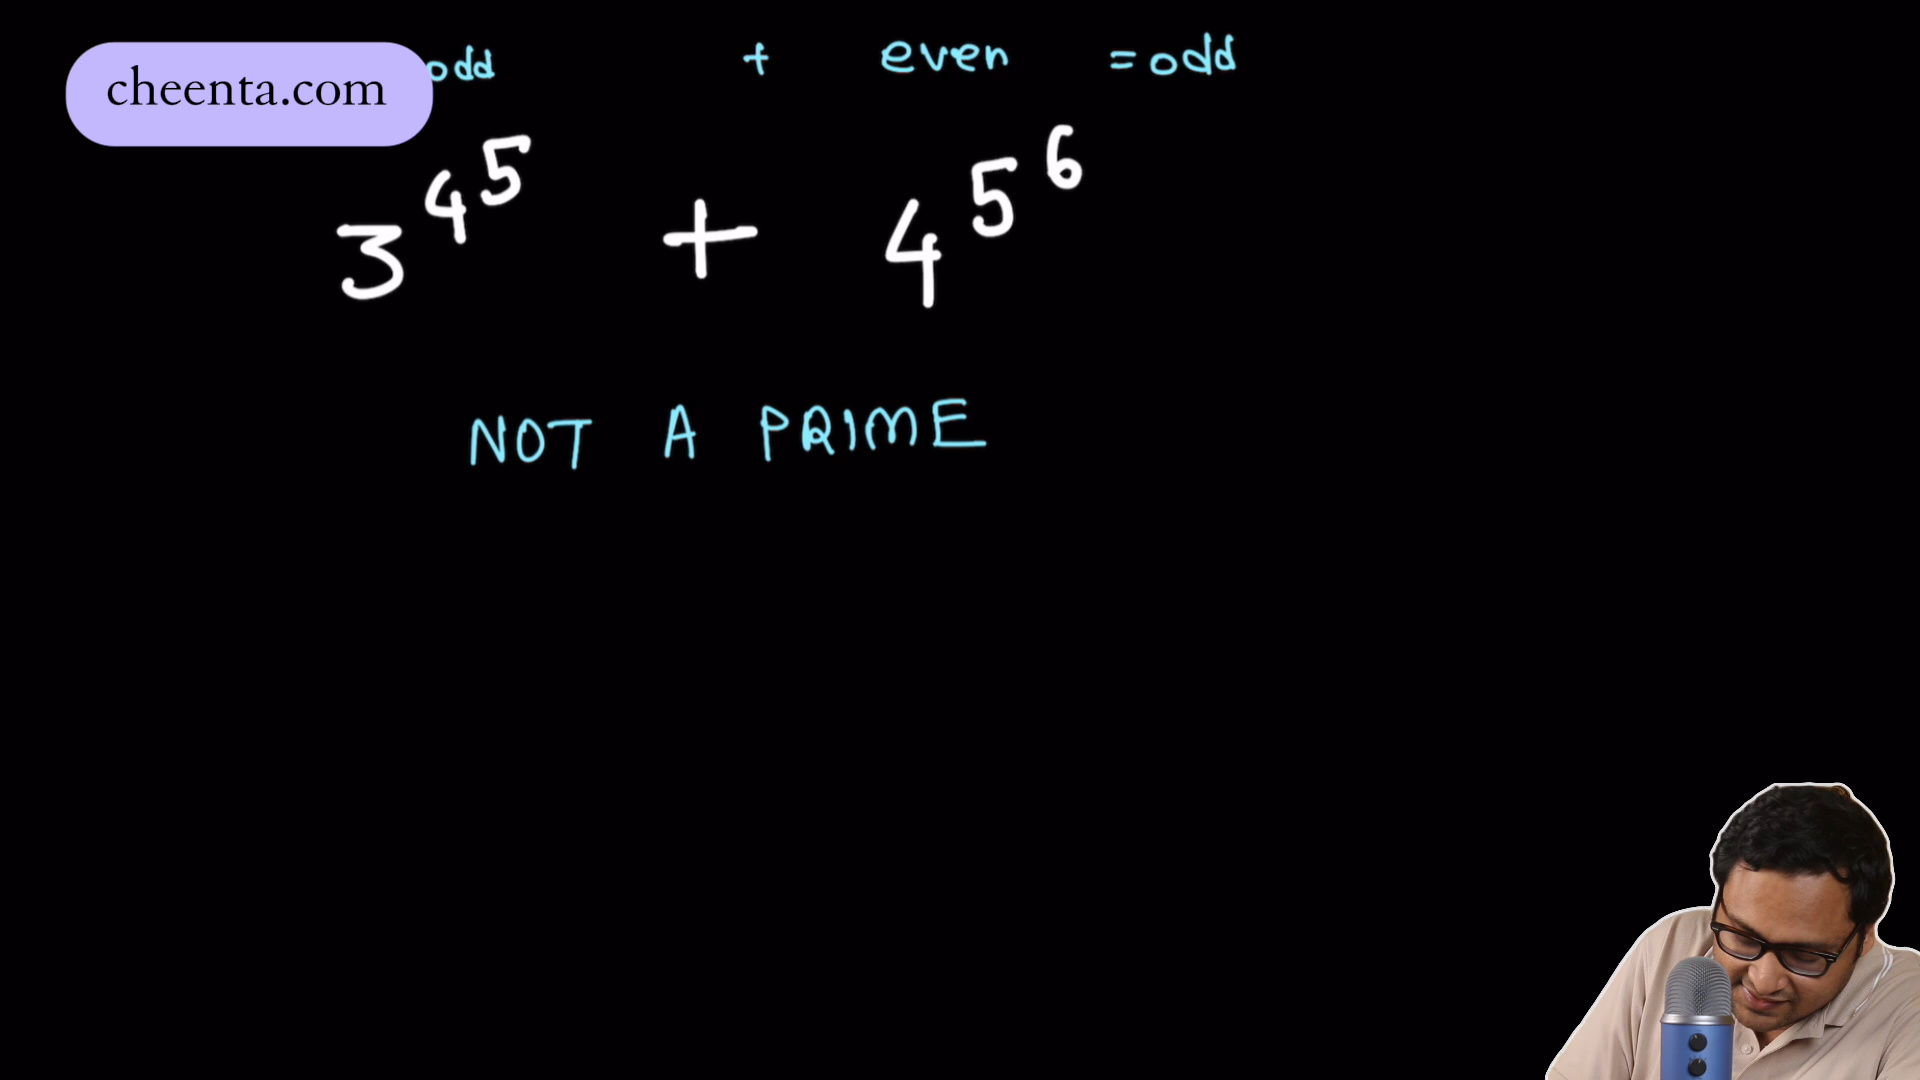 cheenta.com
odd + even = odd
3^4^5 + 4^5^6
NOT A PRIME